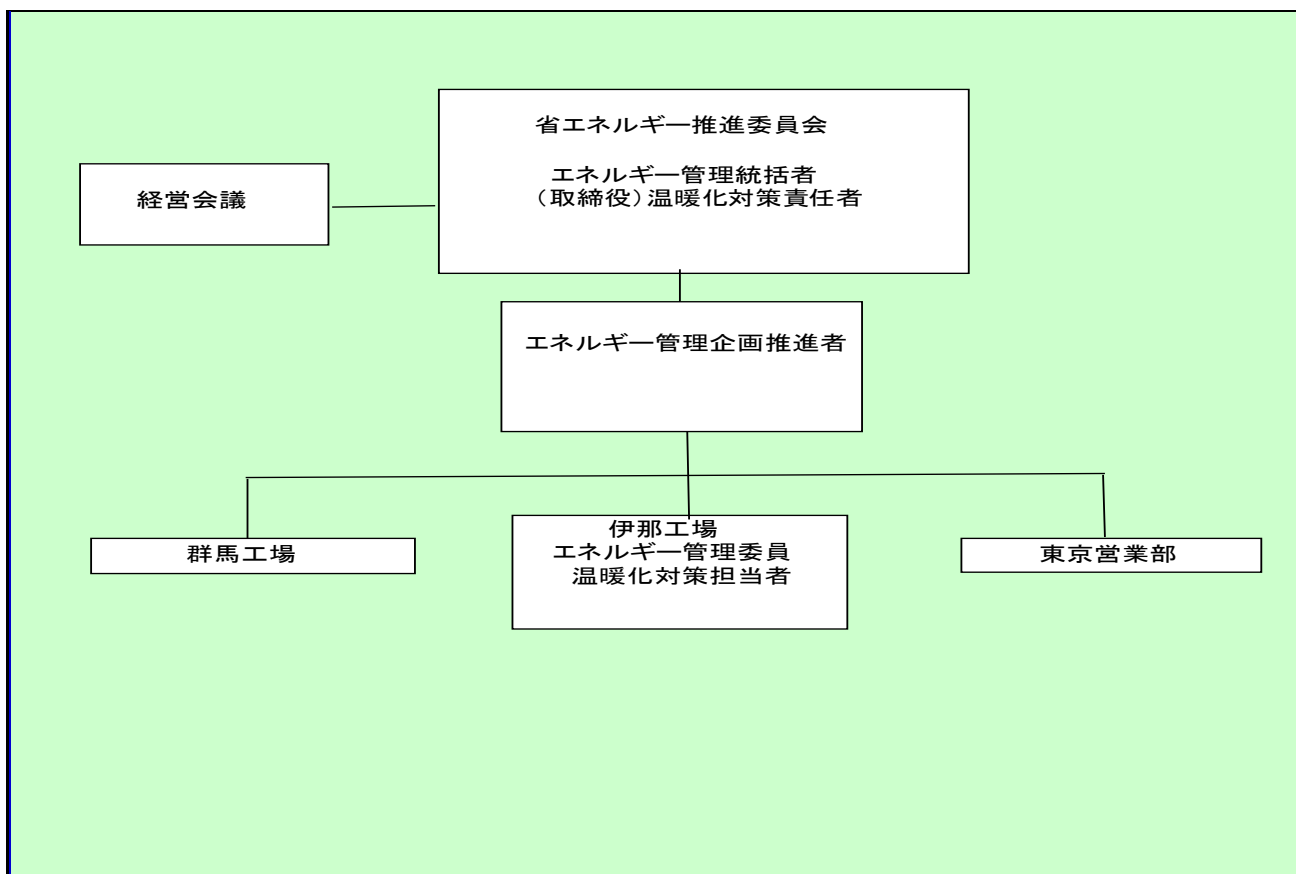 省エネルギー推進委員会
エネルギー管理統括者
（取締役）温暖化対策責任者
経営会議
エネルギー管理企画推進者
群馬工場
伊那工場
エネルギー管理委員
温暖化対策担当者
東京営業部